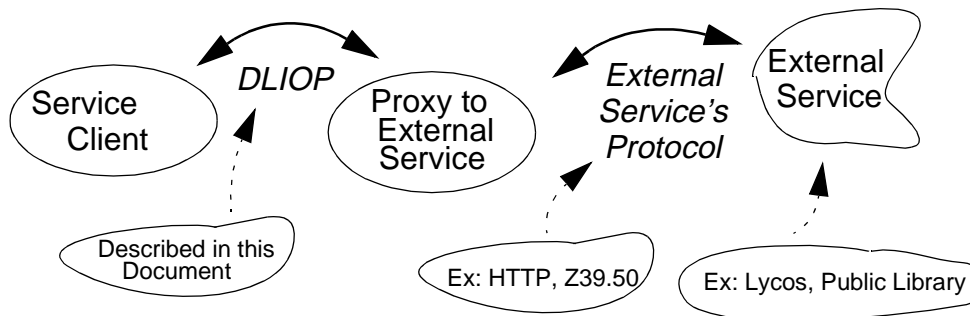 Service
Client
DLIOP
Proxy to
External
Service
External
Service's
Protocol
External
Service
Described in this
Document
Ex: HTTP, Z39.50
Ex: Lycos, Public Library